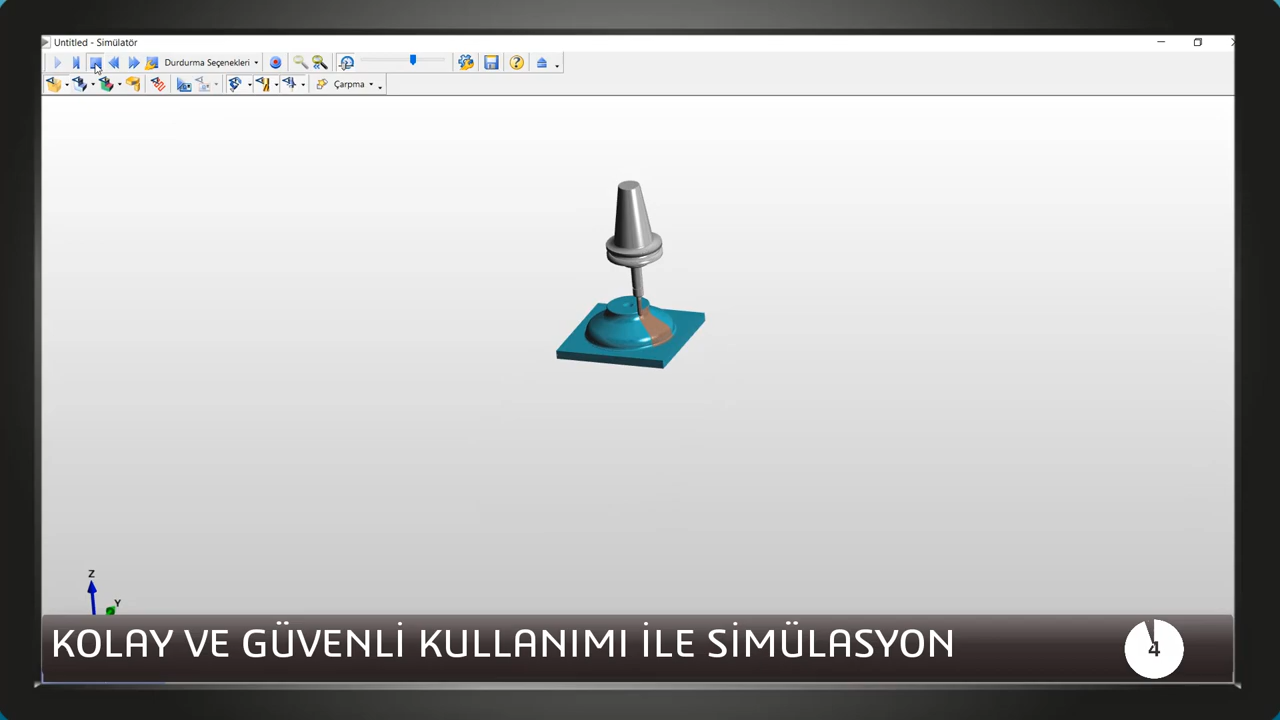 Untitled - Simülatör
Durdurma Seçenekleri
Çarpma
Z
Y
KOLAY VE GÜVENLİ KULLANIMI İLE SİMÜLASYON
4